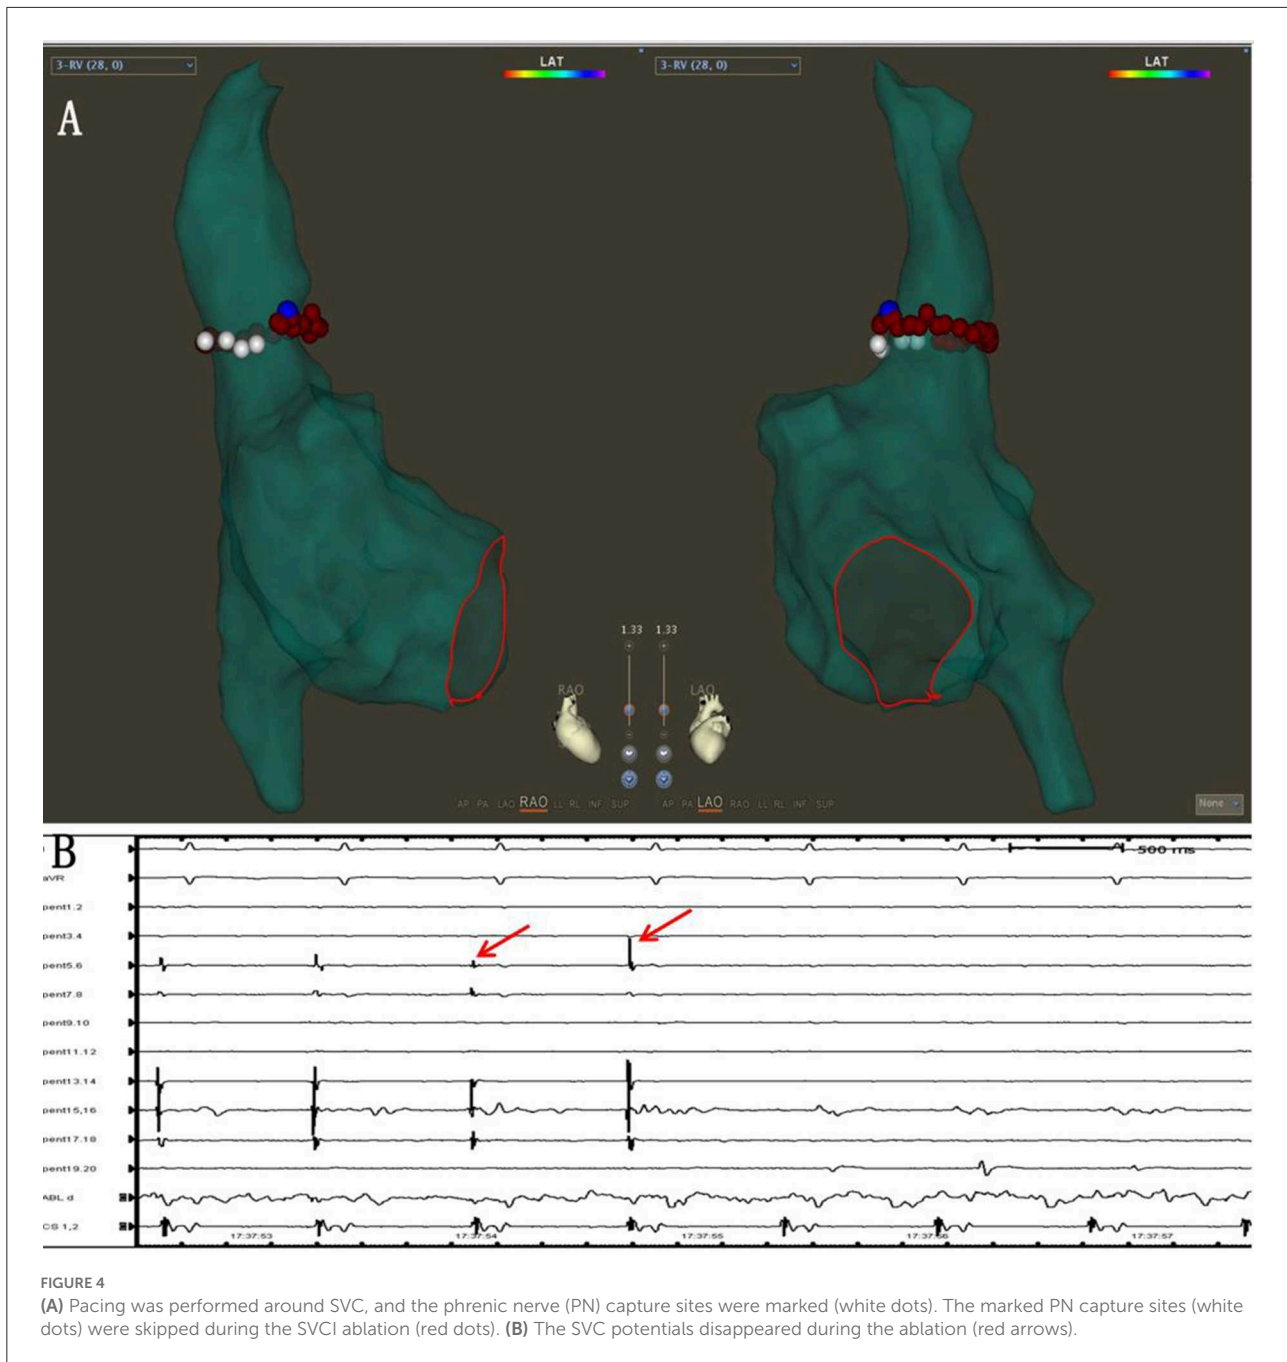 3-RV (28, 0)
LAT
3-RV (28, 0)
LAT
A
1.33
1.33
RAO
LAO
AP PA LAO RAO LL RL INF SUP
AP PA LAO RAO LL RL INF SUP
None
B
500 ms
aVR
pent1.2
pent3.4
pent5.6
pent7.8
pent9.10
pent11.12
pent13.14
pent15,16
pent17.18
pent19.20
ABL d
CS 1,2
17:37:53 17:37:54 17:37:55 17:37:56 17:37:57
FIGURE 4
(A) Pacing was performed around SVC, and the phrenic nerve (PN) capture sites were marked (white dots). The marked PN capture sites (white
dots) were skipped during the SVCI ablation (red dots). (B) The SVC potentials disappeared during the ablation (red arrows).